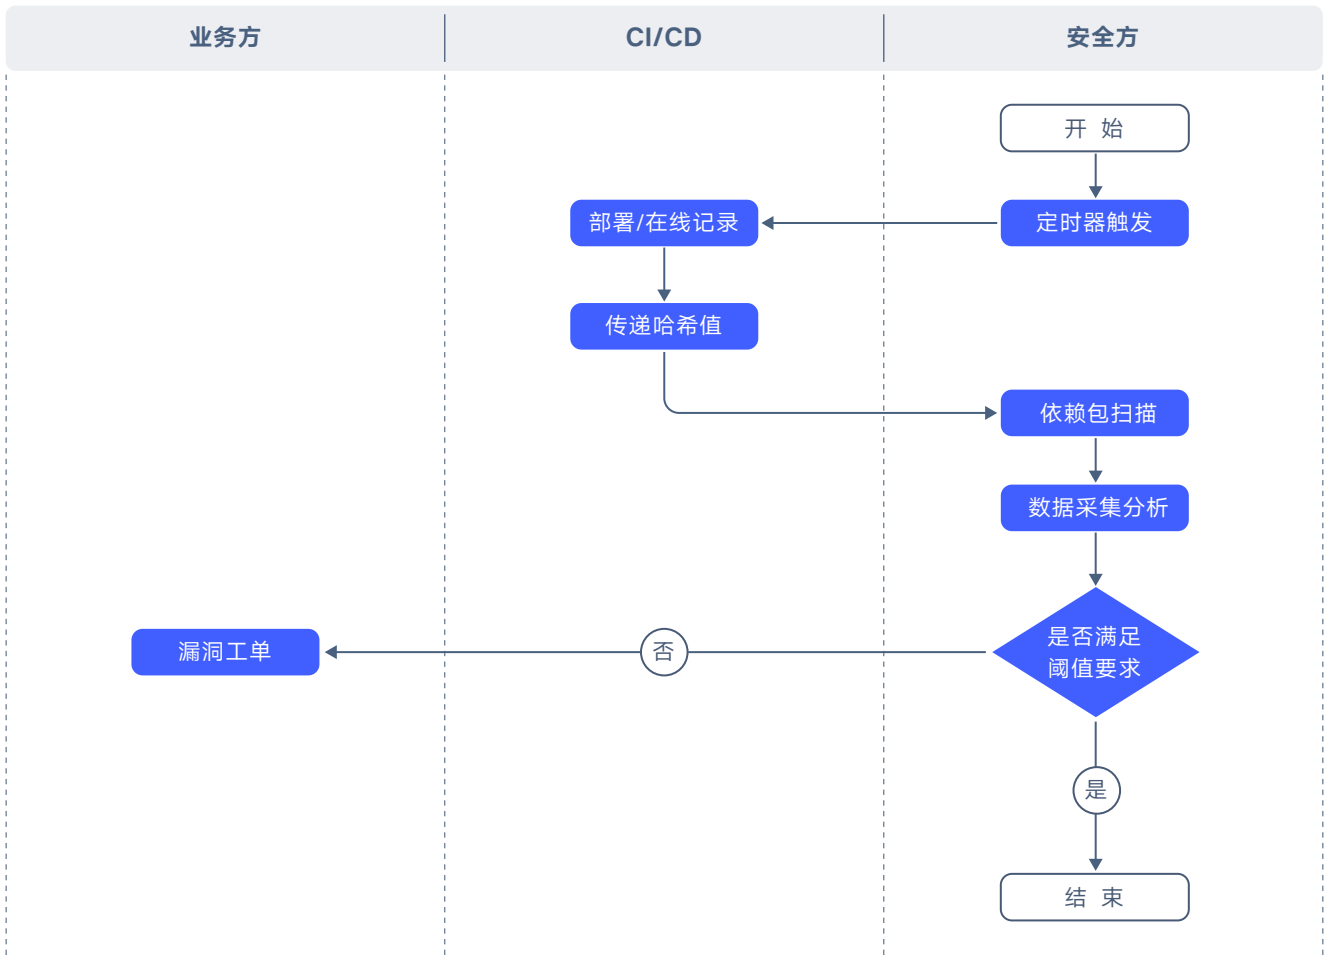 业务方
CI/CD
安全方
开 始
部署/在线记录
定时器触发
传递哈希值
依赖包扫描
数据采集分析
漏洞工单
否
是否满足
阈值要求
是
结 束